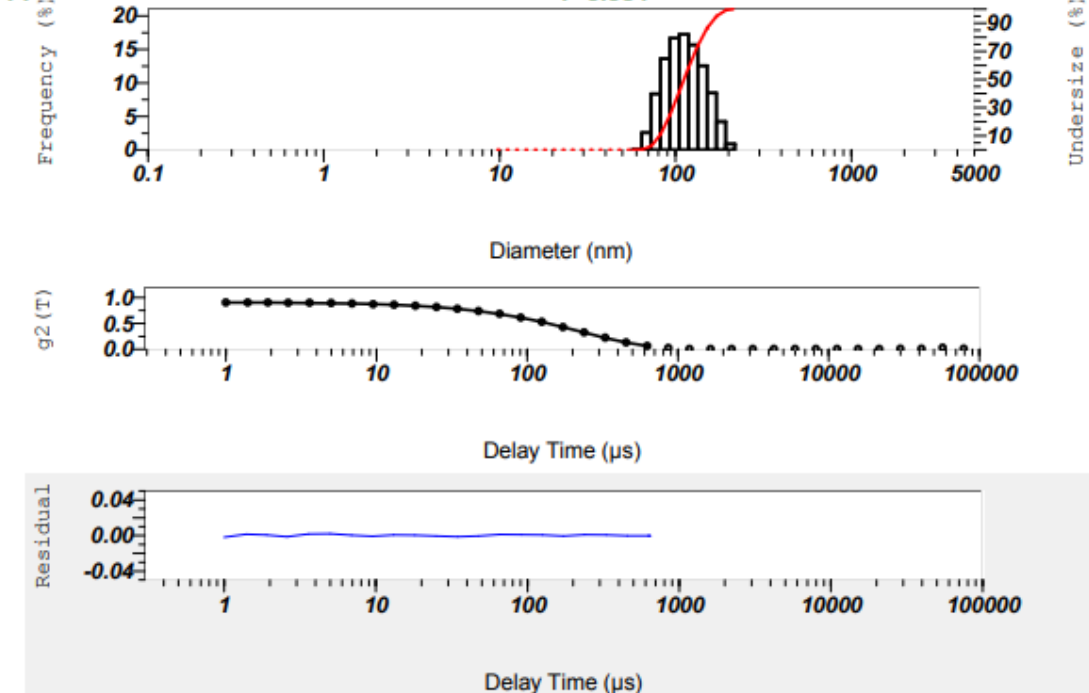 Frequency (%)
20
15
10
5
0
90
70
50
30
10
Undersize (%)
0.1 1 10 100 1000 5000
Diameter (nm)
g2(T)
1.0
0.5
0.0
1 10 100 1000 10000 100000
Delay Time (µs)
Residual
0.04
0.00
-0.04
1 10 100 1000 10000 100000
Delay Time (µs)